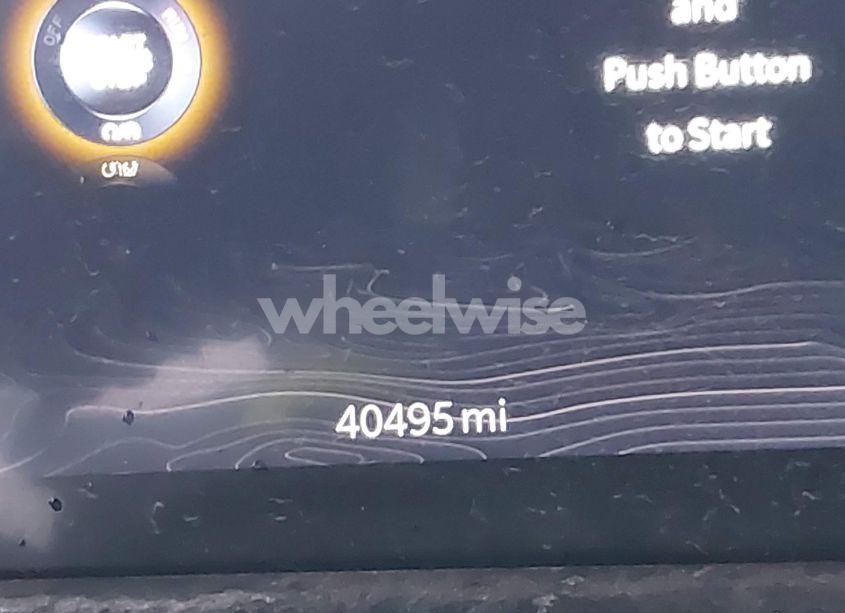 and
OFF
Push Button
to Start
wheelwise
40495 mi